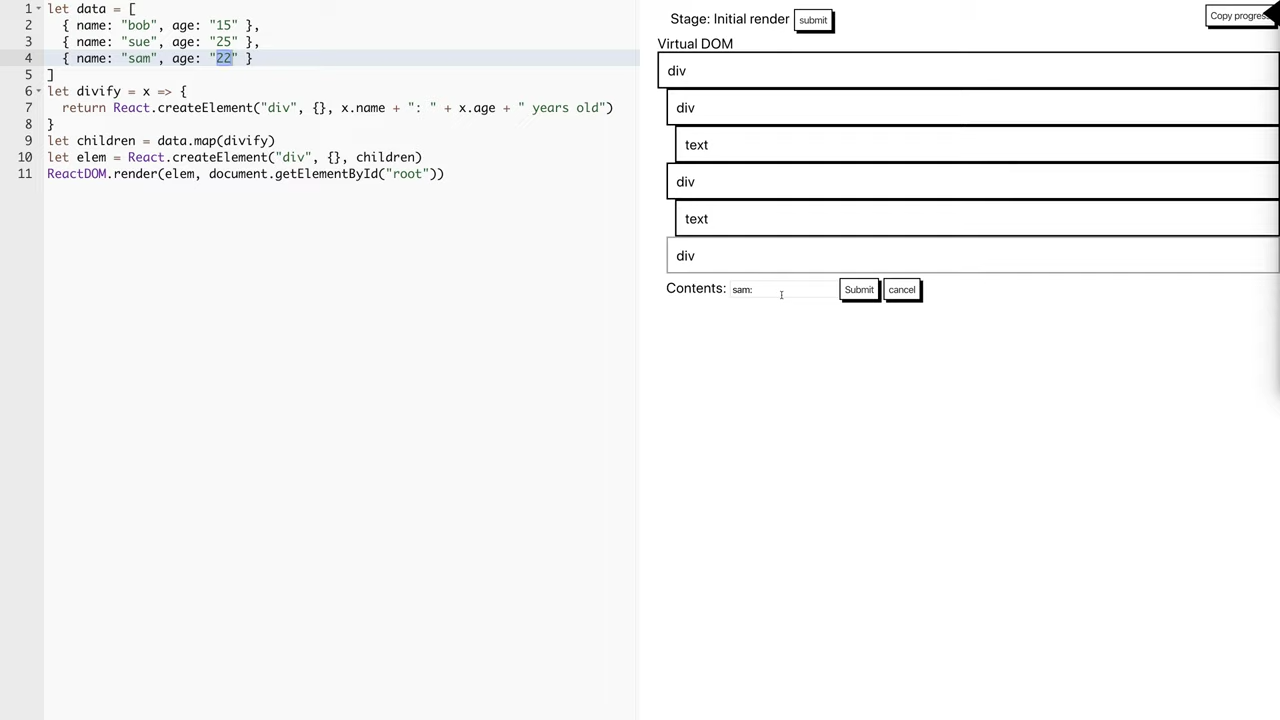 1 let data = [
2 { name: "bob", age: "15" },
3 { name: "sue", age: "25" },
4 { name: "sam", age: "22" }
5 ]
6 let divify = x => {
7 return React.createElement("div", {}, x.name + ": " + x.age + " years old")
8 }
9 let children = data.map(divify)
10 let elem = React.createElement("div", {}, children)
11 ReactDOM.render(elem, document.getElementById("root"))
Stage: Initial render submit
Copy progress
Virtual DOM
div
div
text
div
text
div
Contents: sam: Submit cancel